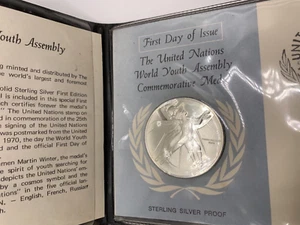 Youth Assembly
minted and distributed by The
world's largest and foremost
olid Sterling Silver First Edition
l is included in this special First
ich certifies forever the medal's
The United Nations stamp on
d in commemoration of the 25th
e signing of the United Nations
was postmarked from the United
, 1970, the day the World Youth
d and the official First Day of
men Martin Winter, the medal's
e spirit of youth searching for
depicts the United Nations' em-
by a cosmos symbol and the
in the five official lan-
N. – English, French, Russian
First Day of Issue
The United Nations
World Youth Assembly
Commemorative Medal
STERLING SILVER PROOF